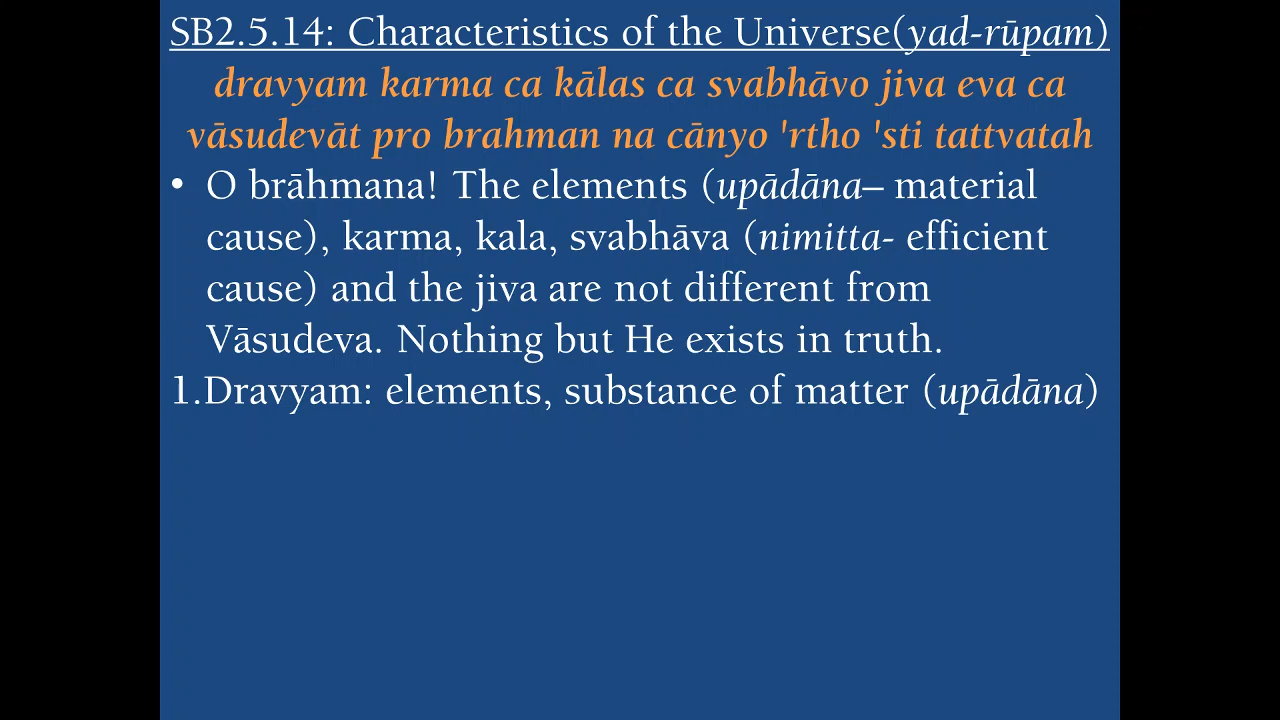 SB2.5.14: Characteristics of the Universe(yad-rūpam)
dravyam karma ca kālas ca svabhāvo jiva eva ca
vāsudevāt pro brahman na cānyo 'rtho 'sti tattvatah
• O brāhmana! The elements (upādāna– material
cause), karma, kala, svabhāva (nimitta- efficient
cause) and the jiva are not different from
Vāsudeva. Nothing but He exists in truth.
1.Dravyam: elements, substance of matter (upādāna)